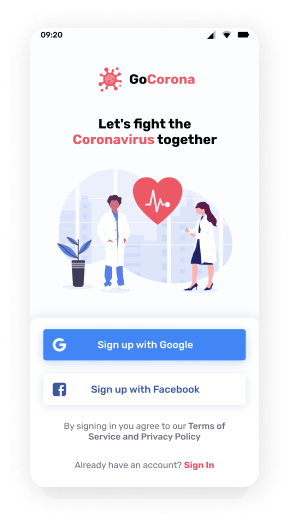 09:20
GoCorona
Let's fight the
Coronavirus together
Sign up with Google
Sign up with Facebook
By signing in you agree to our Terms of
Service and Privacy Policy
Already have an account? Sign In